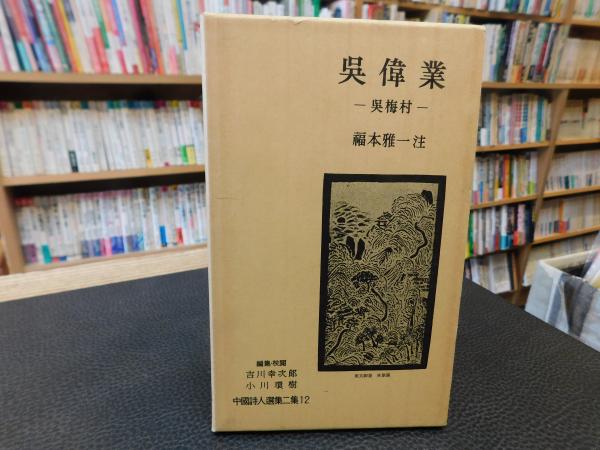 吳偉業
—吳梅村—
福本雅一注
編集・校閲
吉川幸次郎
小川環樹
中國詩人選集二集12